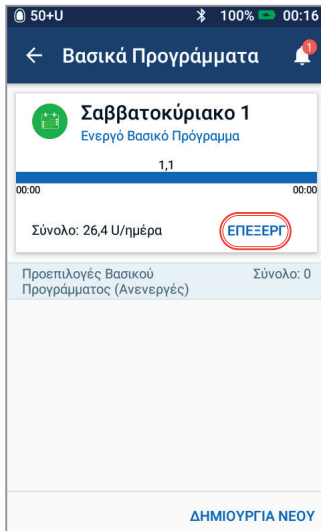 50+U 100% 00:16
Βασικά Προγράμματα 1
Σαββατοκύριακο 1
Ενεργό Βασικό Πρόγραμμα
1,1
00:00 00:00
Σύνολο: 26,4 U/ημέρα ΕΠΕΞΕΡΓ
Προεπιλογές Βασικού Σύνολο: 0
Προγράμματος (Ανενεργές)
ΔΗΜΙΟΥΡΓΙΑ ΝΕΟΥ